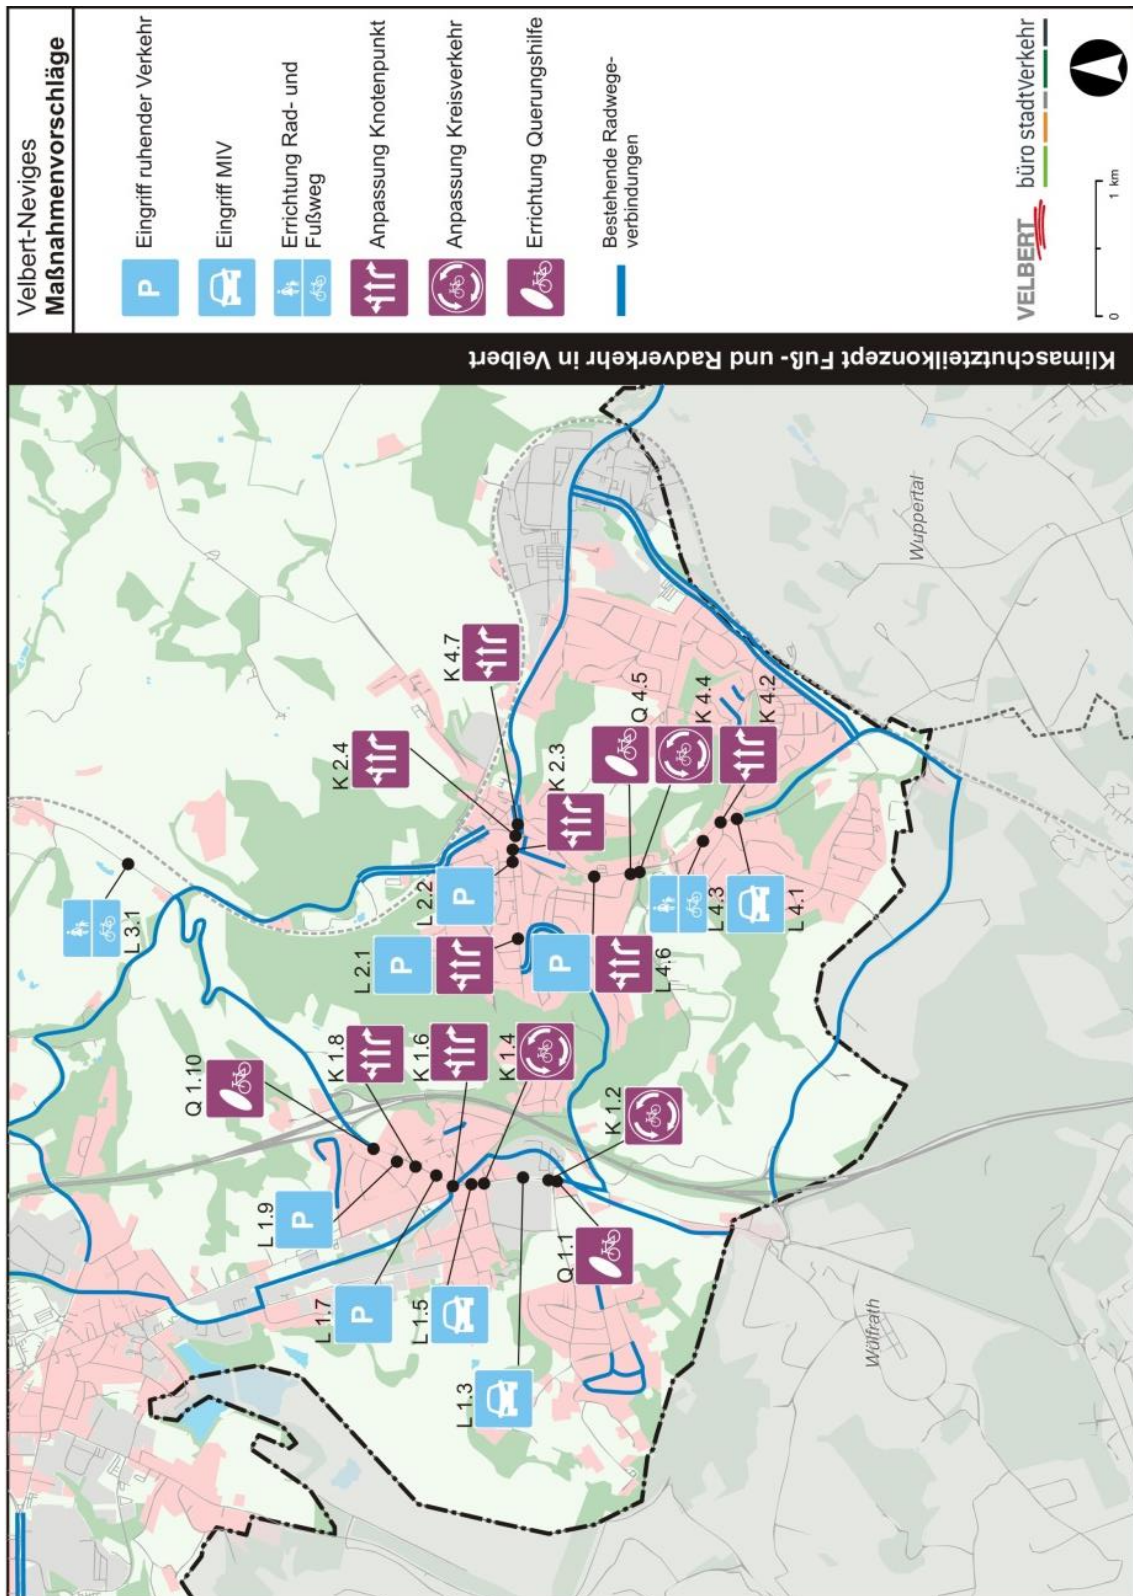 Velbert-Neviges
Maßnahmenvorschläge
P
Eingriff ruhender Verkehr
Eingriff MIV
Errichtung Rad- und
Fußweg
Anpassung Knotenpunkt
Anpassung Kreisverkehr
Errichtung Querungshilfe
Bestehende Radwege-
verbindungen
VELBERT
büro stadtVerkehr
0
1 km
Klimaschutzteilkonzept Fuß- und Radverkehr in Velbert
L 3.1
K 2.4
K 4.7
L 2.2
P
K 2.3
L 2.1
P
Q 1.10
K 1.8
K 1.6
K 1.4
K 1.2
P
L 4.6
Q 4.5
K 4.4
K 4.2
L 4.3
L 4.1
L 1.9
P
L 1.7
P
L 1.5
L 1.3
Q 1.1
Wuppertal
Wülfrath